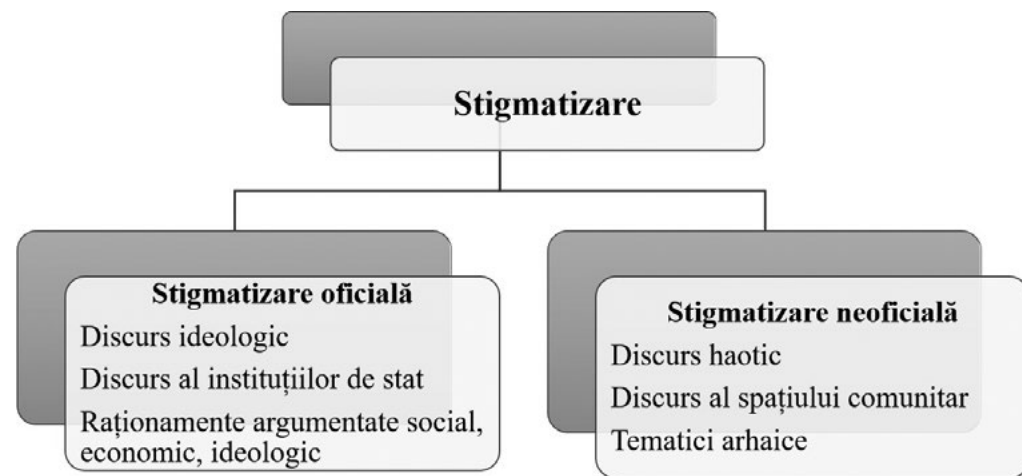 Stigmatizare
Stigmatizare oficială
Discurs ideologic
Discurs al instituțiilor de stat
Raționamente argumentate social,
economic, ideologic
Stigmatizare neoficială
Discurs haotic
Discurs al spațiului comunitar
Tematici arhaice